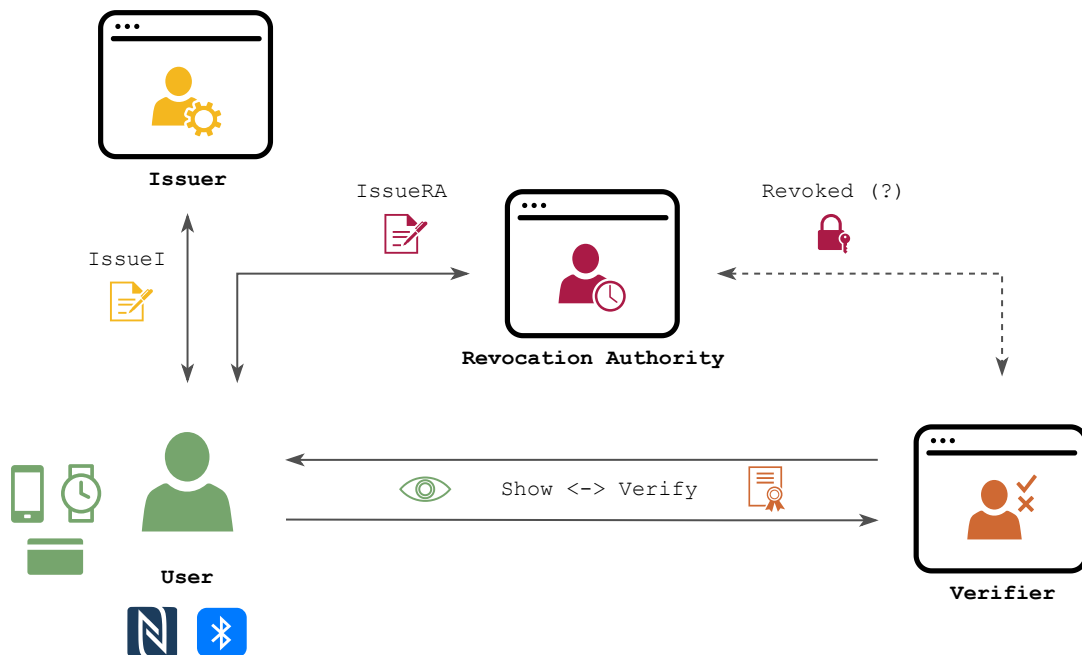 Issuer
IssueRA
Revoked (?)
IssueI
Revocation Authority
Show <-> Verify
User
Verifier